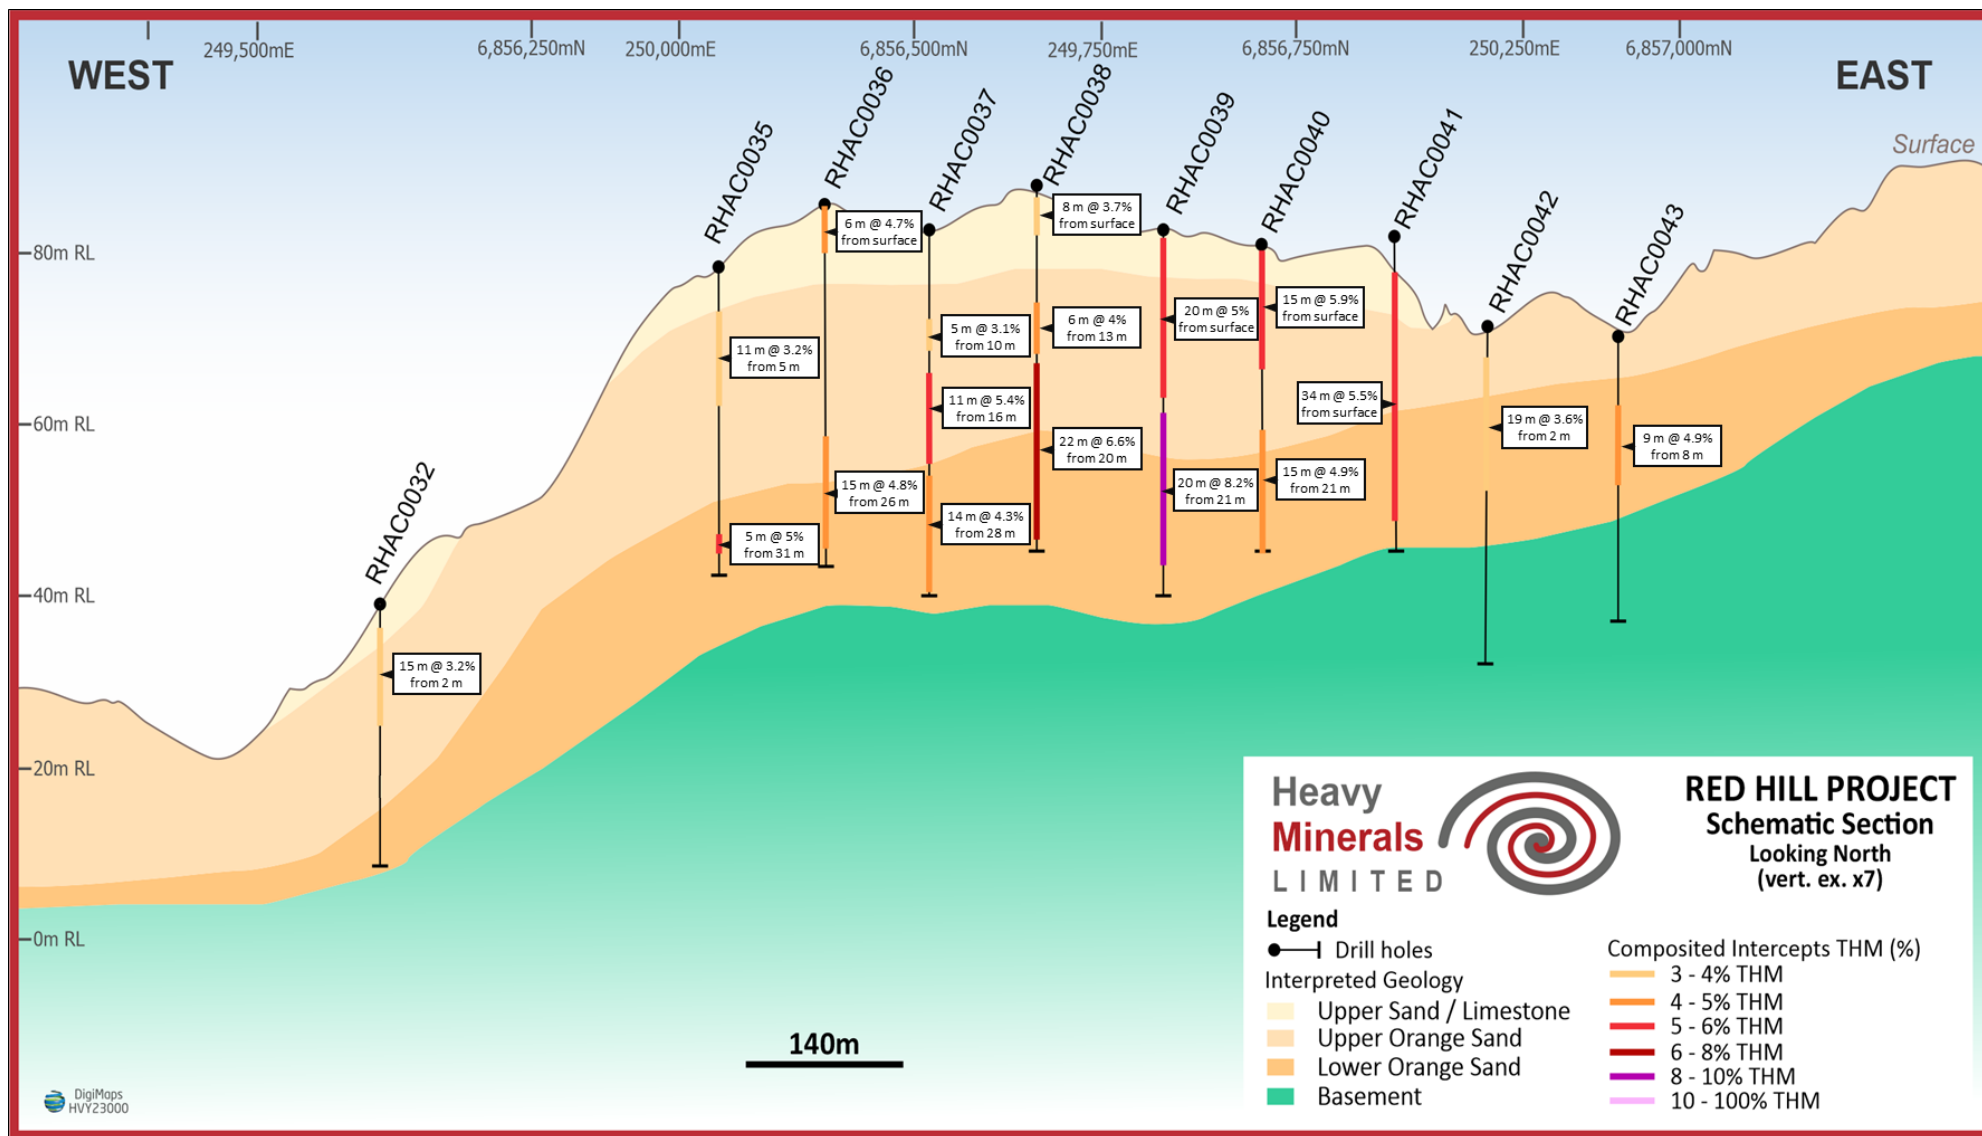 249,500mE
6,856,250mN
250,000mE
6,856,500mN
249,750mE
6,856,750mN
250,250mE
6,857,000mN
WEST
EAST
Surface
RHAC0032
RHAC0035
RHAC0036
RHAC0037
RHAC0038
RHAC0039
RHAC0040
RHAC0041
RHAC0042
RHAC0043
80m RL
60m RL
40m RL
20m RL
0m RL
15 m @ 3.2%
from 2 m
11 m @ 3.2%
from 5 m
5 m @ 5%
from 31 m
6 m @ 4.7%
from surface
15 m @ 4.8%
from 26 m
5 m @ 3.1%
from 10 m
11 m @ 5.4%
from 16 m
14 m @ 4.3%
from 28 m
8 m @ 3.7%
from surface
6 m @ 4%
from 13 m
22 m @ 6.6%
from 20 m
20 m @ 5%
from surface
20 m @ 8.2%
from 21 m
15 m @ 5.9%
from surface
15 m @ 4.9%
from 21 m
34 m @ 5.5%
from surface
19 m @ 3.6%
from 2 m
9 m @ 4.9%
from 8 m
140m
DigiMaps
HVY23000
Heavy
Minerals
LIMITED
RED HILL PROJECT
Schematic Section
Looking North
(vert. ex. x7)
Legend
Drill holes
Interpreted Geology
Upper Sand / Limestone
Upper Orange Sand
Lower Orange Sand
Basement
Composited Intercepts THM (%)
3 - 4% THM
4 - 5% THM
5 - 6% THM
6 - 8% THM
8 - 10% THM
10 - 100% THM